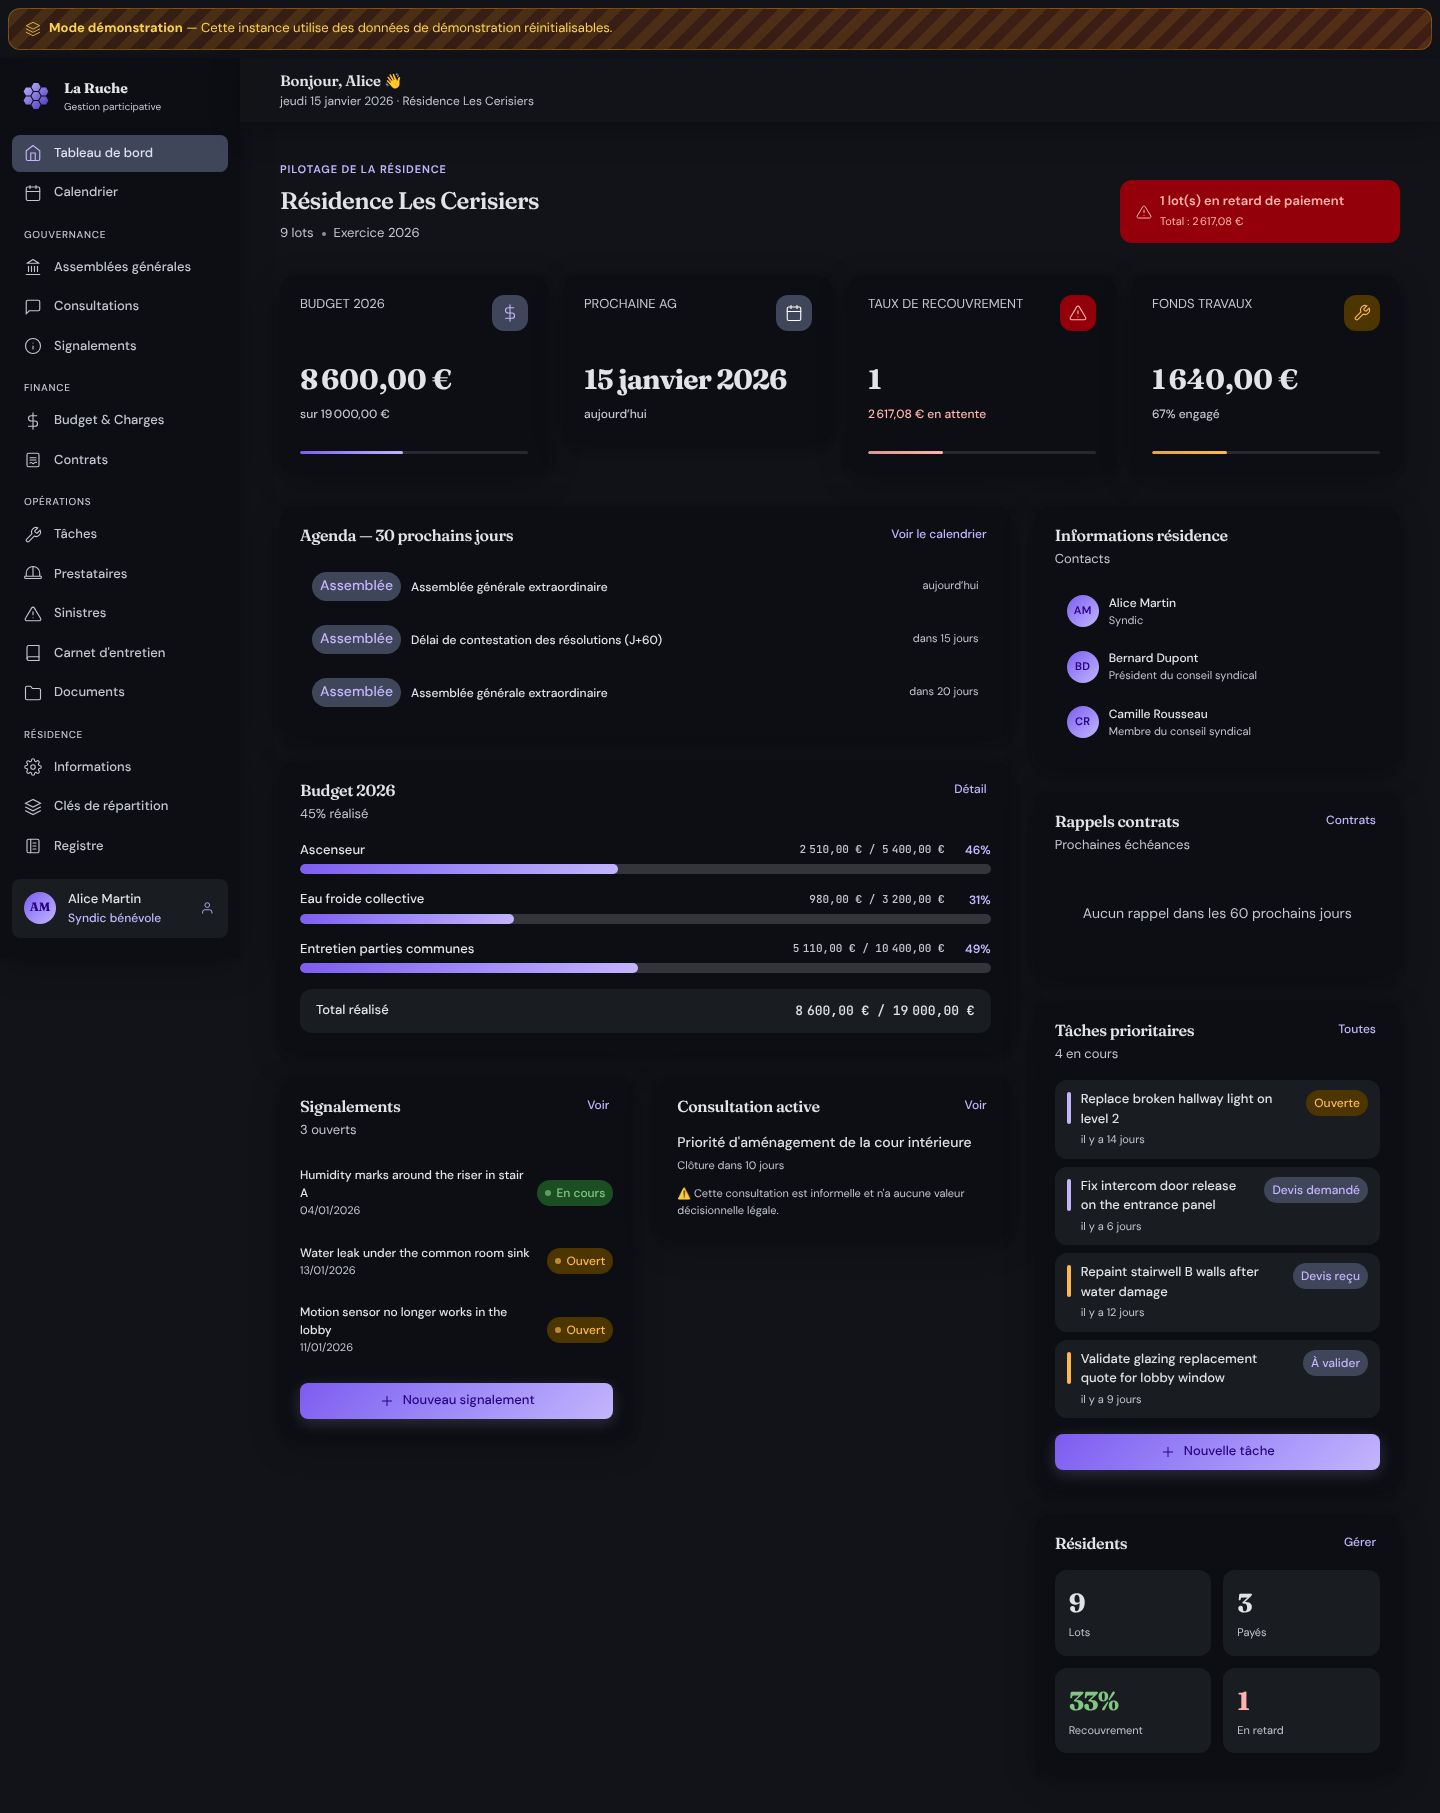 Mode démonstration — Cette instance utilise des données de démonstration réinitialisables.
La Ruche
Gestion participative
Tableau de bord
Calendrier
GOUVERNANCE
Assemblées générales
Consultations
Signalements
FINANCE
Budget & Charges
Contrats
OPÉRATIONS
Tâches
Prestataires
Sinistres
Carnet d'entretien
Documents
RÉSIDENCE
Informations
Clés de répartition
Registre
AM
Alice Martin
Syndic bénévole
Bonjour, Alice 👋
jeudi 15 janvier 2026 · Résidence Les Cerisiers
PILOTAGE DE LA RÉSIDENCE
Résidence Les Cerisiers
9 lots • Exercice 2026
1 lot(s) en retard de paiement
Total : 2 617,08 €
BUDGET 2026
8 600,00 €
sur 19 000,00 €
PROCHAINE AG
15 janvier 2026
aujourd’hui
TAUX DE RECOUVREMENT
1
2 617,08 € en attente
FONDS TRAVAUX
1 640,00 €
67% engagé
Agenda — 30 prochains jours
Voir le calendrier
Assemblée Assemblée générale extraordinaire aujourd’hui
Assemblée Délai de contestation des résolutions (J+60) dans 15 jours
Assemblée Assemblée générale extraordinaire dans 20 jours
Budget 2026
Détail
45% réalisé
Ascenseur 2 510,00 € / 5 400,00 € 46%
Eau froide collective 980,00 € / 3 200,00 € 31%
Entretien parties communes 5 110,00 € / 10 400,00 € 49%
Total réalisé 8 600,00 € / 19 000,00 €
Signalements
Voir
3 ouverts
Humidity marks around the riser in stair
A
04/01/2026
En cours
Water leak under the common room sink
13/01/2026
Ouvert
Motion sensor no longer works in the
lobby
11/01/2026
Ouvert
Nouveau signalement
Consultation active
Voir
Priorité d'aménagement de la cour intérieure
Clôture dans 10 jours
⚠️ Cette consultation est informelle et n'a aucune valeur
décisionnelle légale.
Informations résidence
Contacts
AM
Alice Martin
Syndic
BD
Bernard Dupont
Président du conseil syndical
CR
Camille Rousseau
Membre du conseil syndical
Rappels contrats
Contrats
Prochaines échéances
Aucun rappel dans les 60 prochains jours
Tâches prioritaires
Toutes
4 en cours
Replace broken hallway light on
level 2
il y a 14 jours
Ouverte
Fix intercom door release
on the entrance panel
il y a 6 jours
Devis demandé
Repaint stairwell B walls after
water damage
il y a 12 jours
Devis reçu
Validate glazing replacement
quote for lobby window
il y a 9 jours
À valider
Nouvelle tâche
Résidents
Gérer
9
Lots
3
Payés
33%
Recouvrement
1
En retard